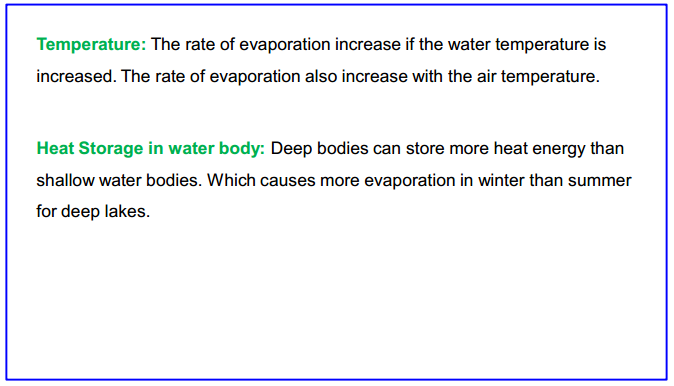 Temperature: The rate of evaporation increase if the water temperature is
increased. The rate of evaporation also increase with the air temperature.
Heat Storage in water body: Deep bodies can store more heat energy than
shallow water bodies. Which causes more evaporation in winter than summer
for deep lakes.